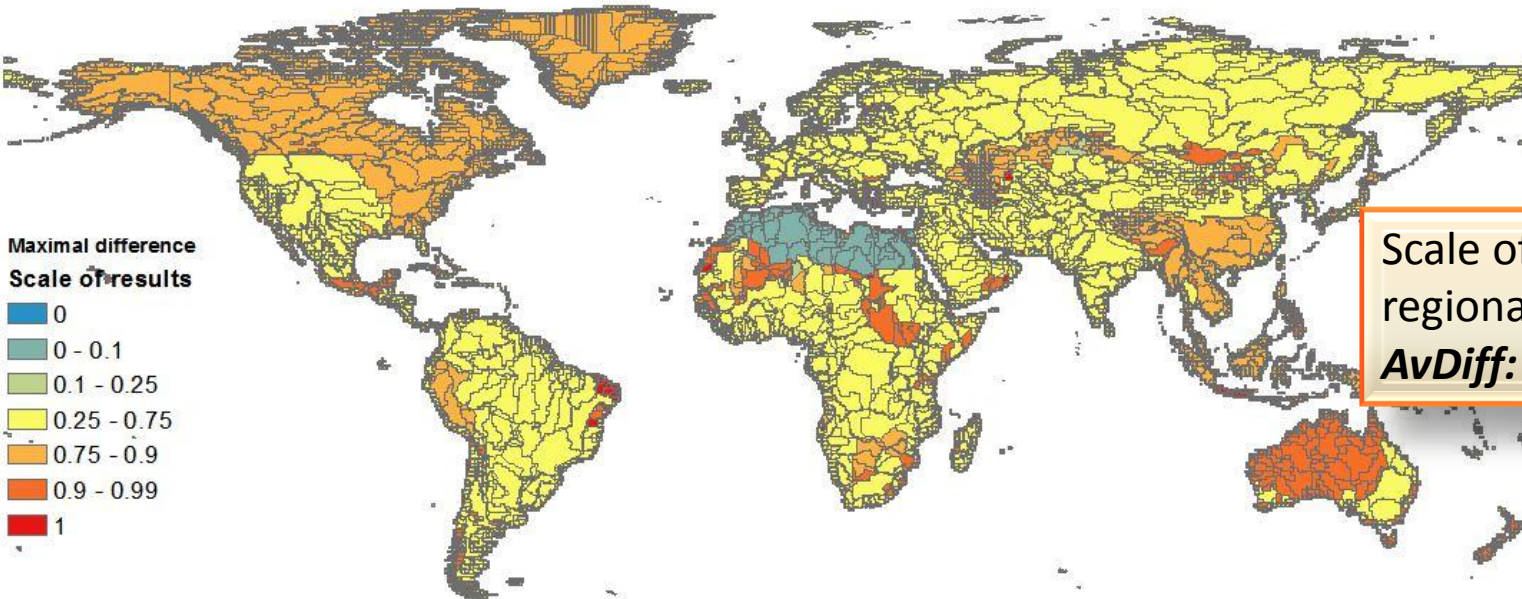 Maximal difference
Scale of results
0
0 - 0.1
0.1 - 0.25
0.25 - 0.75
0.75 - 0.9
0.9 - 0.99
1
Scale of
regiona
AvDiff: